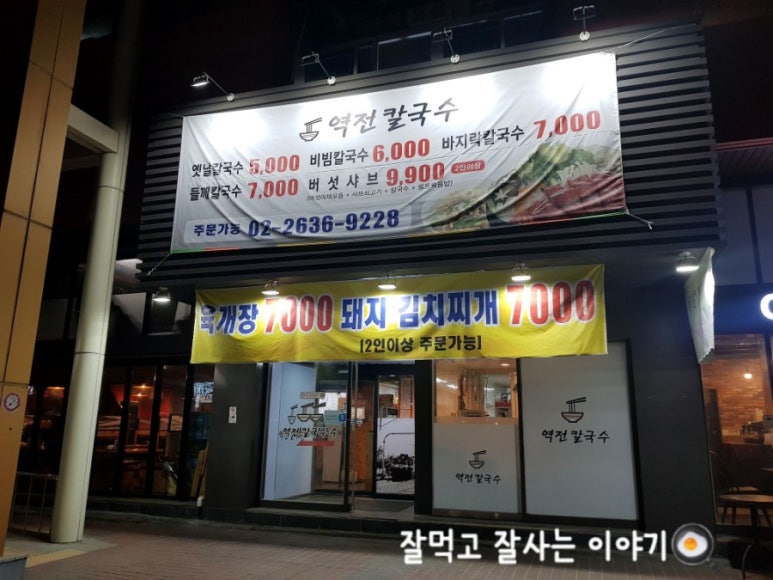 역전 칼국수
옛날칼국수 5,000 비빔칼국수 6,000 바지락칼국수 7,000
들깨칼국수 7,000 버섯샤브 9,900 2인이상
주문가능 02-2636-9228
육개장 7000 돼지 김치찌개 7000
[2인이상 주문가능]
역전칼국수
역전 칼국수
역전 칼국수
잘먹고 잘사는 이야기